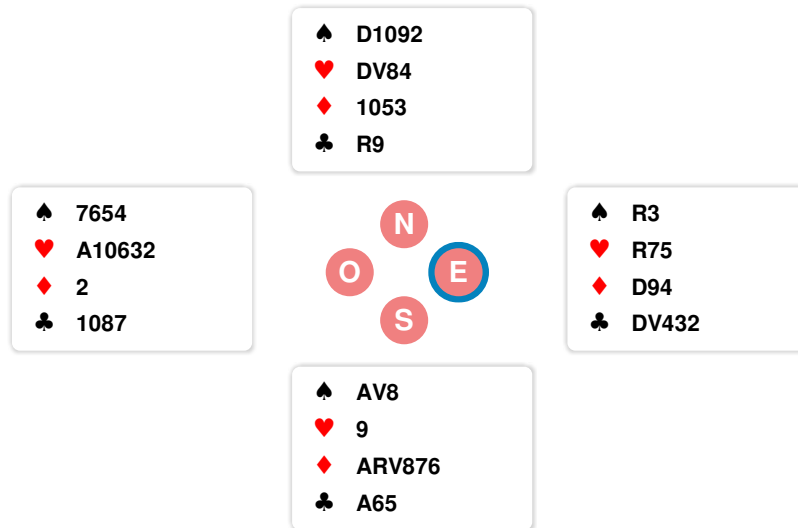 ♠ D1092
♥ DV84
♦ 1053
♣ R9
♠ 7654
♥ A10632
♦ 2
♣ 1087
N
O
E
S
♠ R3
♥ R75
♦ D94
♣ DV432
♠ AV8
♥ 9
♦ ARV876
♣ A65